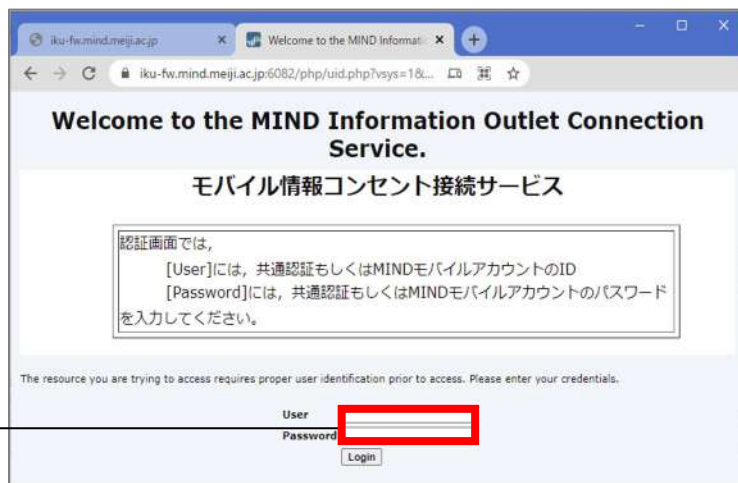 iku-fw.mind.meiji.ac.jp
Welcome to the MIND Informati
iku-fw.mind.meiji.ac.jp:6082/php/uid.php?vsys=1&...
Welcome to the MIND Information Outlet Connection
Service.
モバイル情報コンセント接続サービス
認証画面では,
[User]には，共通認証もしくはMINDモバイルアカウントのID
[Password]には，共通認証もしくはMINDモバイルアカウントのパスワード
を入力してください。
The resource you are trying to access requires proper user identification prior to access. Please enter your credentials.
User
Password
Login